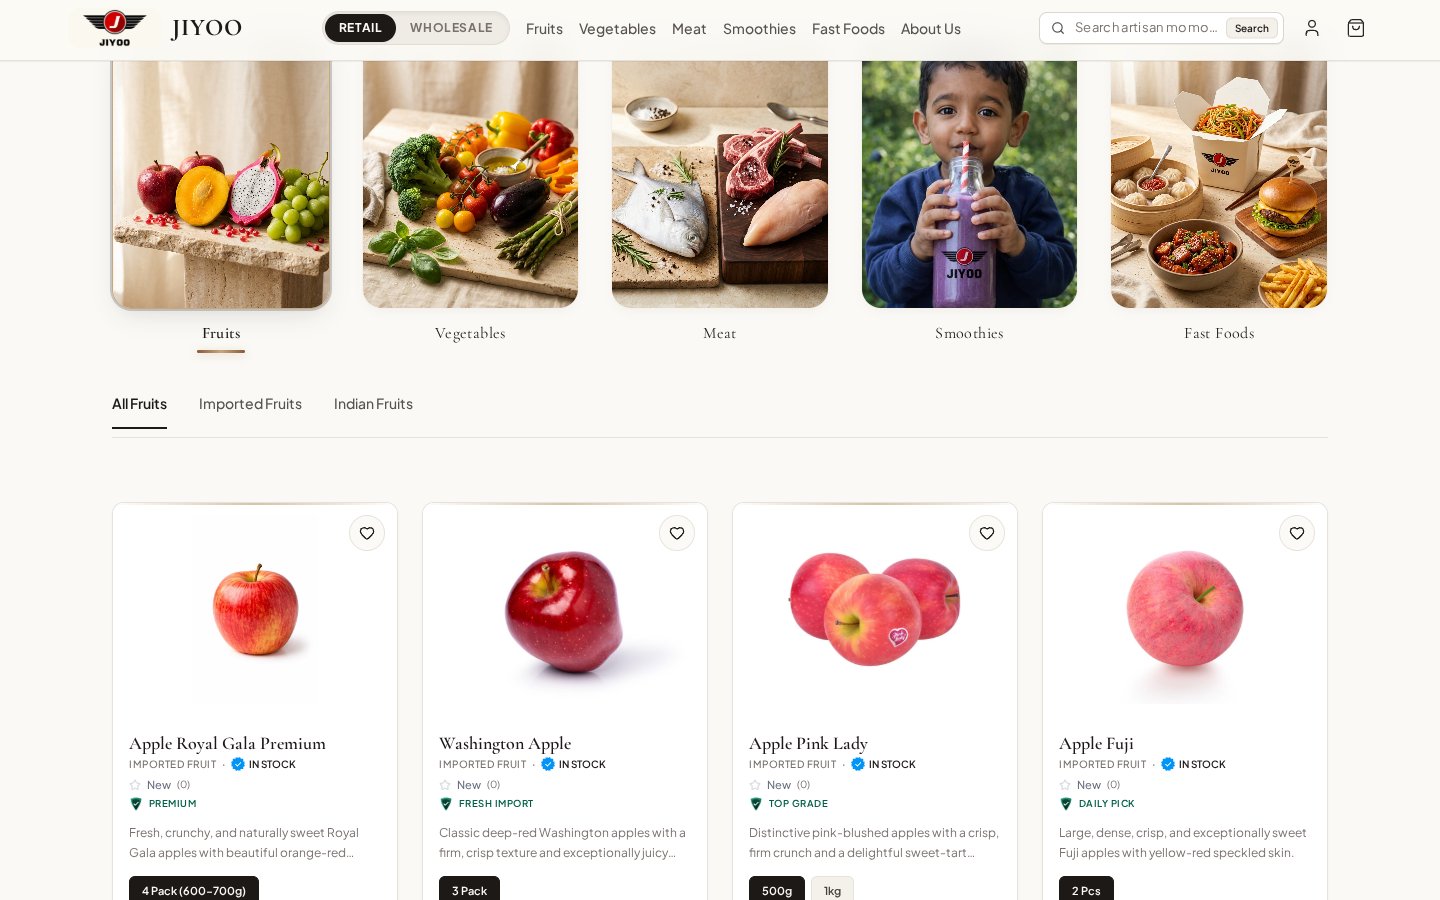 JIYOO
JIYOO
RETAIL
WHOLESALE
Fruits
Vegetables
Meat
Smoothies
Fast Foods
About Us
Search artisan momo...
Search
JIYOO
JIYOO
Fruits
Vegetables
Meat
Smoothies
Fast Foods
All Fruits
Imported Fruits
Indian Fruits
Apple Royal Gala Premium
IMPORTED FRUIT · IN STOCK
New (0)
PREMIUM
Fresh, crunchy, and naturally sweet Royal
Gala apples with beautiful orange-red...
4 Pack (600-700g)
Washington Apple
IMPORTED FRUIT · IN STOCK
New (0)
FRESH IMPORT
Classic deep-red Washington apples with a
firm, crisp texture and exceptionally juicy...
3 Pack
Apple Pink Lady
IMPORTED FRUIT · IN STOCK
New (0)
TOP GRADE
Distinctive pink-blushed apples with a crisp,
firm crunch and a delightful sweet-tart...
500g
1kg
Apple Fuji
IMPORTED FRUIT · IN STOCK
New (0)
DAILY PICK
Large, dense, crisp, and exceptionally sweet
Fuji apples with yellow-red speckled skin.
2 Pcs